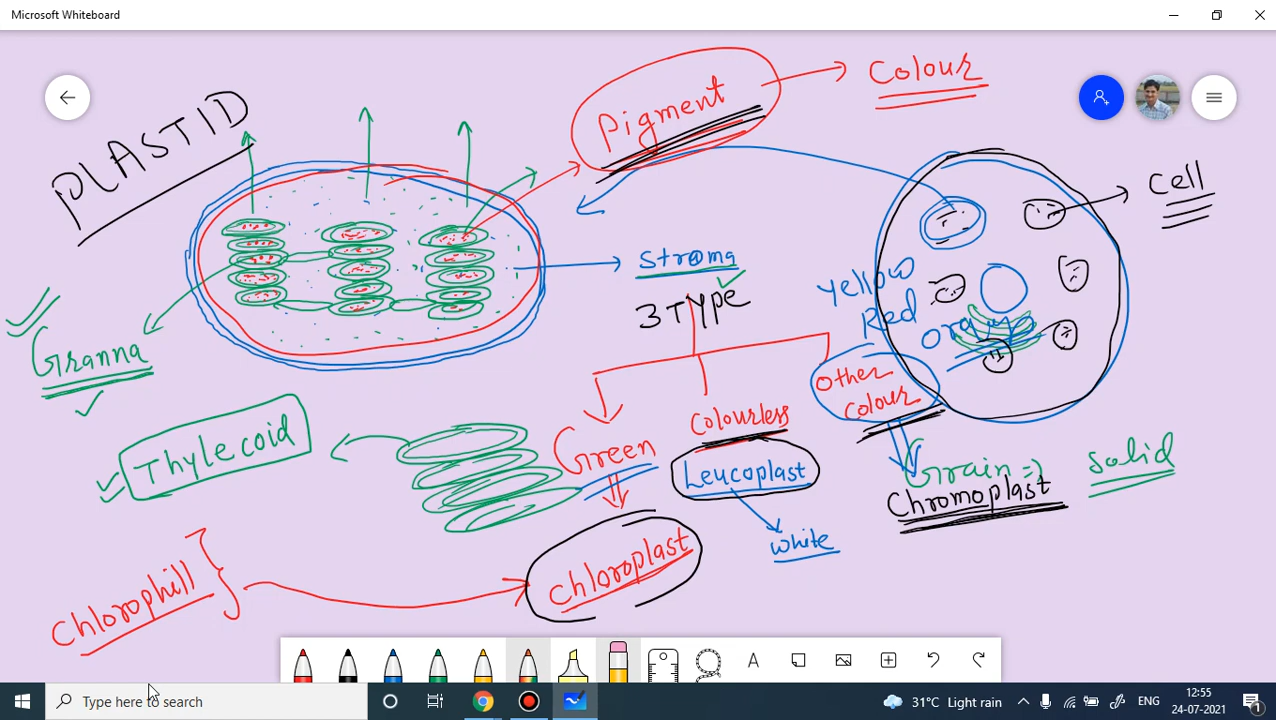 Microsoft Whiteboard
PLASTID
Pigment
Colour
Cell
Stroma
3 TYPE
Yellow
Red
Orange
Granna
Other
colour
Colourless
Green
Thylecoid
Leucoplast
Grain =) solid
Chromoplast
white
Chloroplast
Chlorophill
A
Type here to search
31°C Light rain
ENG
12:55
24-07-2021
1